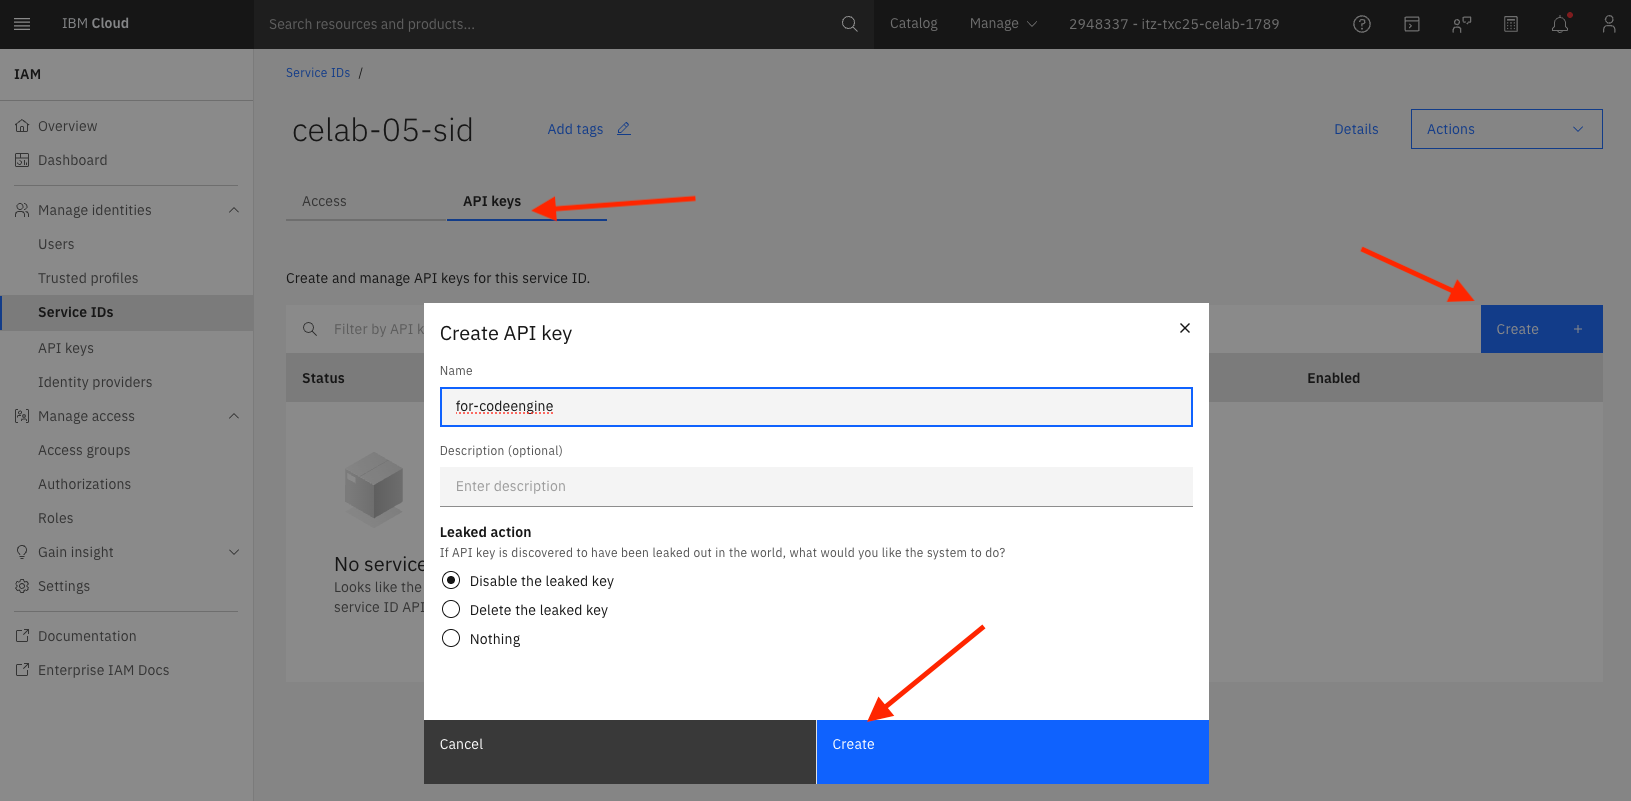 IBM Cloud
Search resources and products...
Catalog
Manage
2948337 - itz-txc25-celab-1789
IAM
Overview
Dashboard
Manage identities
Users
Trusted profiles
Service IDs
API keys
Identity providers
Manage access
Access groups
Authorizations
Roles
Gain insight
Settings
Documentation
Enterprise IAM Docs
Service IDs /
celab-05-sid
Add tags
Details
Actions
Access
API keys
Create and manage API keys for this service ID.
Filter by API k
Create +
Status
Enabled
No service
Looks like the
service ID API
Create API key
Name
for-codeengine
Description (optional)
Enter description
Leaked action
If API key is discovered to have been leaked out in the world, what would you like the system to do?
Disable the leaked key
Delete the leaked key
Nothing
Cancel
Create